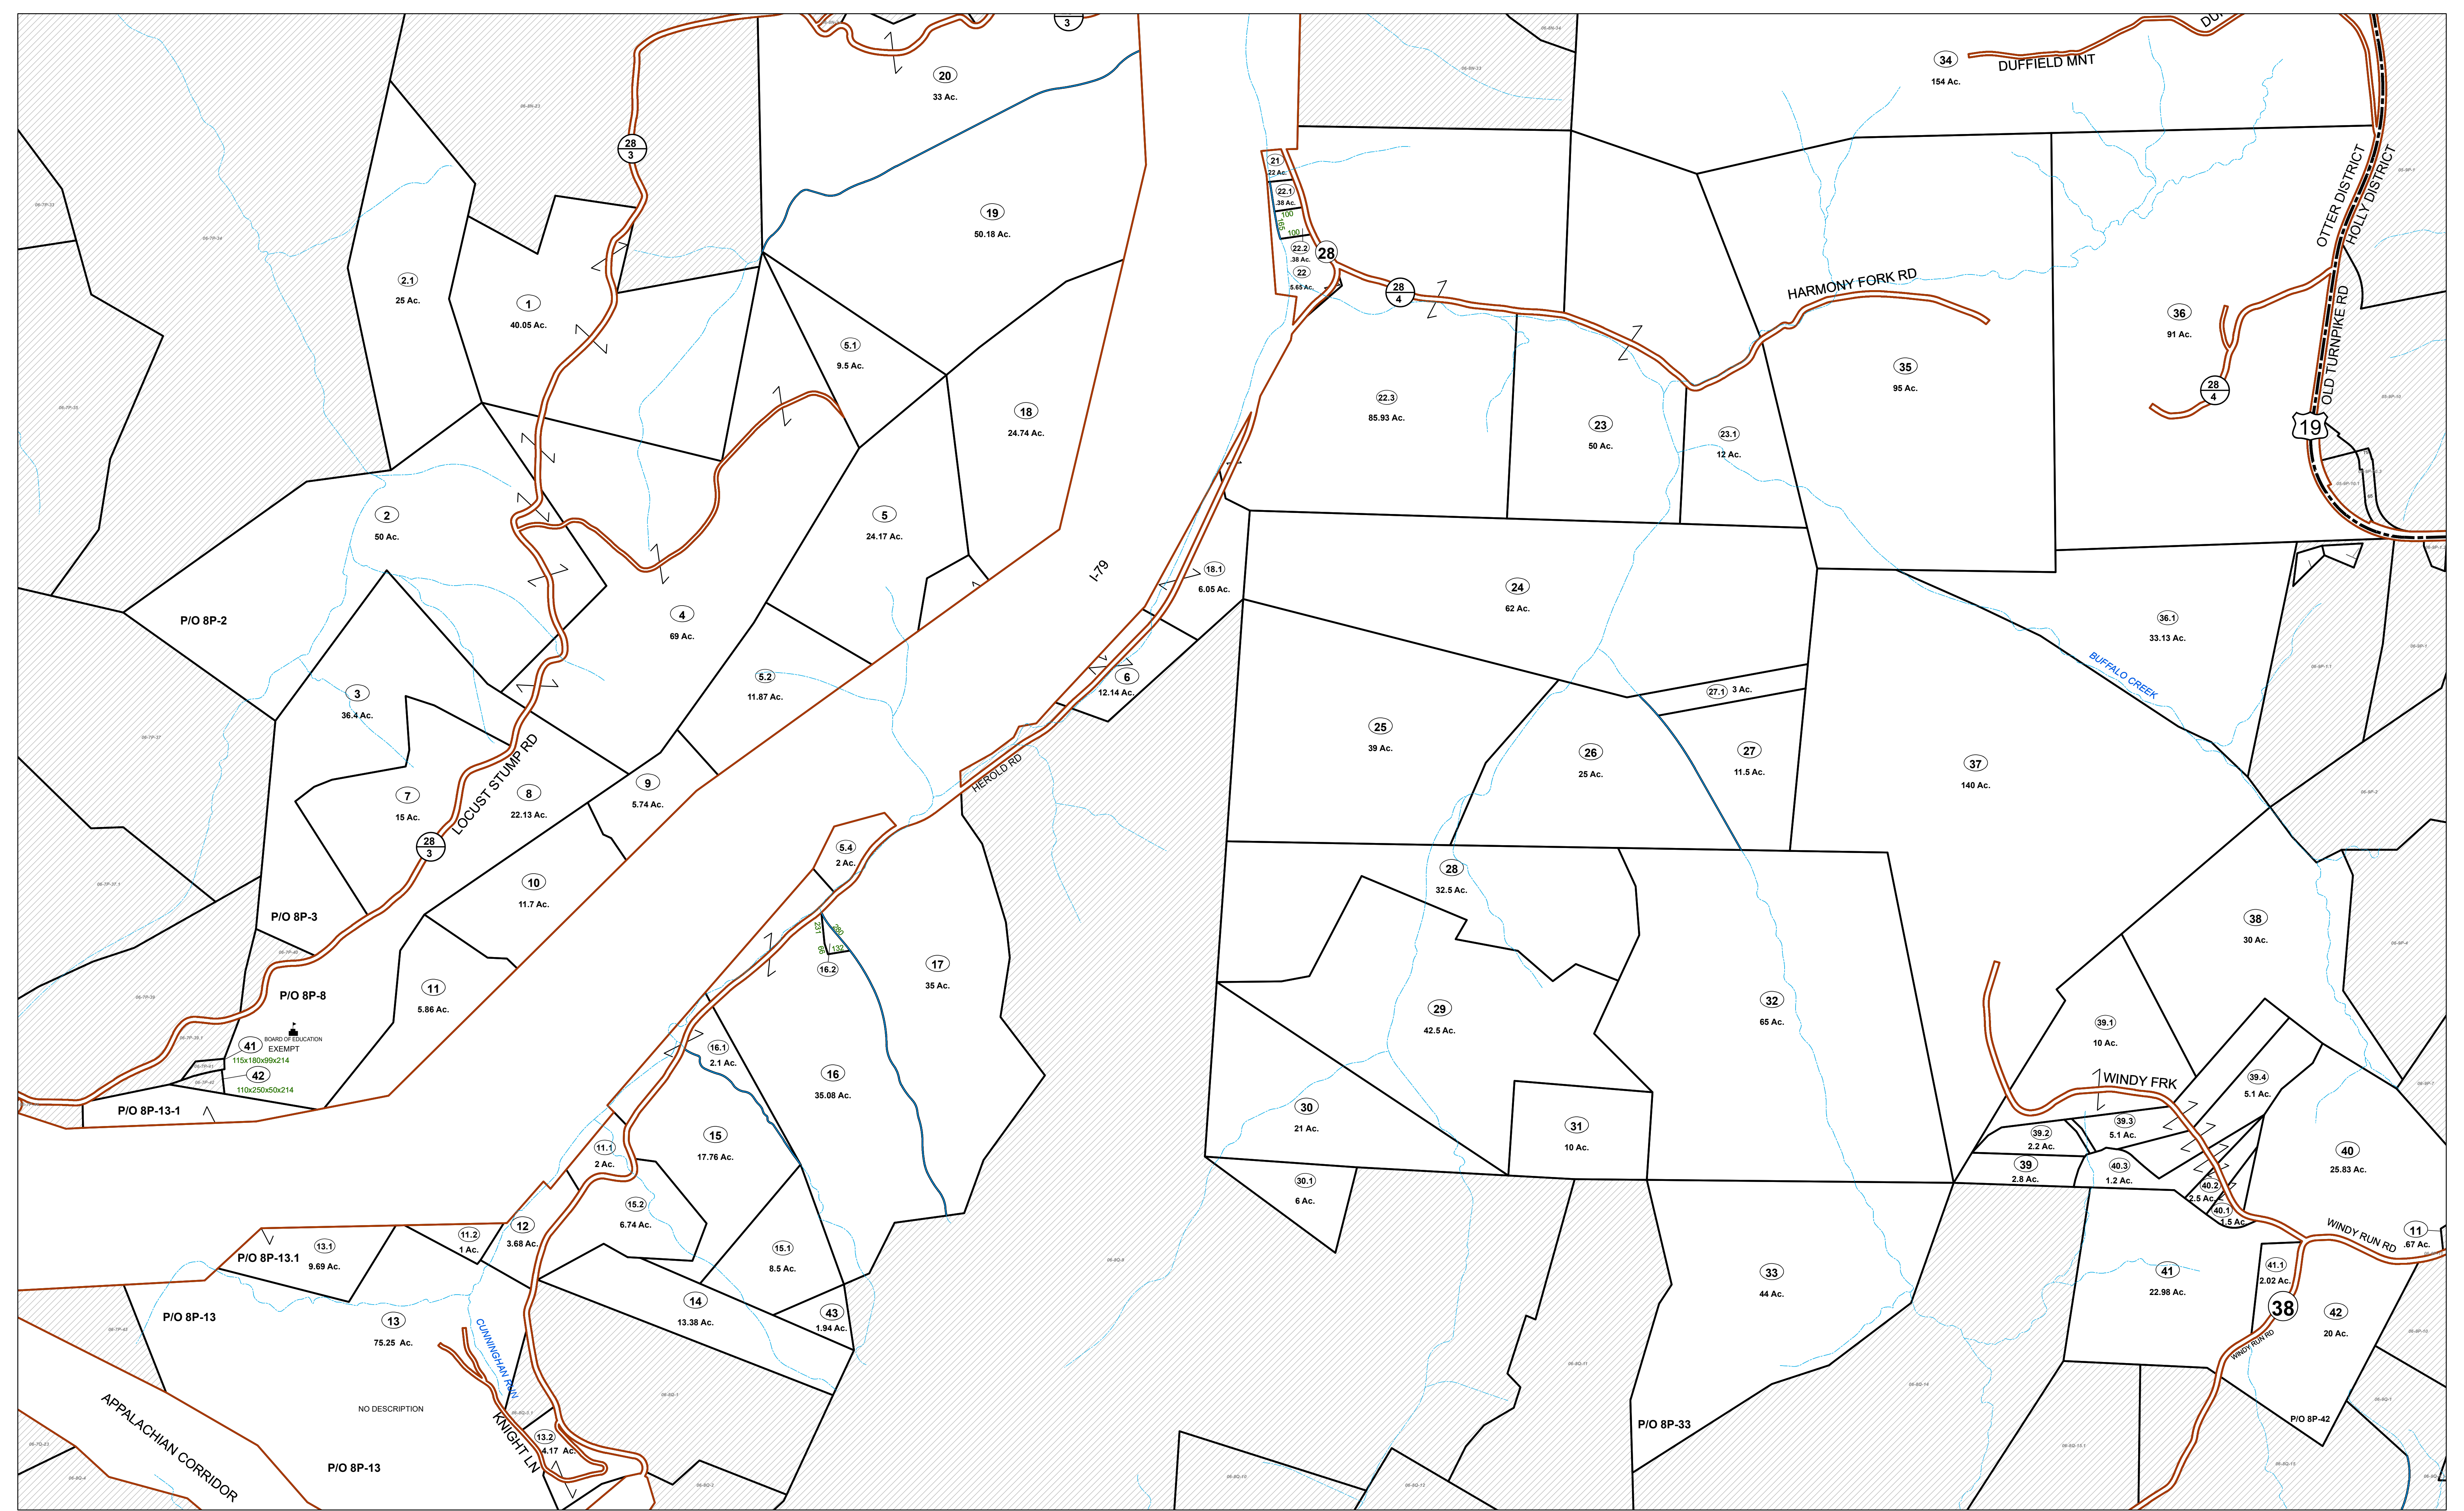 3
34
154 Ac.
DUFFIELD MNT
20
33 Ac.
28
3
21
.22 Ac.
22.1
.38 Ac.
100
165
100
22.2
.38 Ac.
22
5.65 Ac.
28
28
4
HARMONY FORK RD
OTTER DISTRICT
HOLLY DISTRICT
OLD TURNPIKE RD
19
50.18 Ac.
2.1
25 Ac.
1
40.05 Ac.
5.1
9.5 Ac.
36
91 Ac.
28
4
35
95 Ac.
22.3
85.93 Ac.
18
24.74 Ac.
23
50 Ac.
23.1
12 Ac.
19
2
50 Ac.
5
24.17 Ac.
I-79
18.1
6.05 Ac.
24
62 Ac.
36.1
33.13 Ac.
P/O 8P-2
4
69 Ac.
BUFFALO CREEK
3
36.4 Ac.
5.2
11.87 Ac.
6
12.14 Ac.
27.1
3 Ac.
25
39 Ac.
26
25 Ac.
27
11.5 Ac.
37
140 Ac.
LOCUST STUMP RD
HEROLD RD
7
15 Ac.
8
22.13 Ac.
9
5.74 Ac.
28
3
5.4
2 Ac.
28
32.5 Ac.
10
11.7 Ac.
P/O 8P-3
38
30 Ac.
231
280
66
132
16.2
17
35 Ac.
P/O 8P-8
11
5.86 Ac.
29
42.5 Ac.
32
65 Ac.
39.1
10 Ac.
BOARD OF EDUCATION
EXEMPT
41
115x180x99x214
42
110x250x50x214
16.1
2.1 Ac.
16
35.08 Ac.
WINDY FRK
39.4
5.1 Ac.
P/O 8P-13-1
30
21 Ac.
31
10 Ac.
39.3
5.1 Ac.
39.2
2.2 Ac.
15
17.76 Ac.
11.1
2 Ac.
40
25.83 Ac.
39
2.8 Ac.
40.3
1.2 Ac.
30.1
6 Ac.
40.2
2.5 Ac.
40.1
1.5 Ac.
15.2
6.74 Ac.
12
3.68 Ac.
11.2
1 Ac.
13.1
9.69 Ac.
P/O 8P-13.1
15.1
8.5 Ac.
WINDY RUN RD
11
.67 Ac.
33
44 Ac.
41
22.98 Ac.
41.1
2.02 Ac.
38
WINDY RUN RD
42
20 Ac.
14
13.38 Ac.
43
1.94 Ac.
P/O 8P-13
13
75.25 Ac.
CUNNINGHAN RUN
NO DESCRIPTION
KNIGHT LN
13.2
4.17 Ac.
P/O 8P-33
P/O 8P-42
APPALACHIAN CORRIDOR
P/O 8P-13